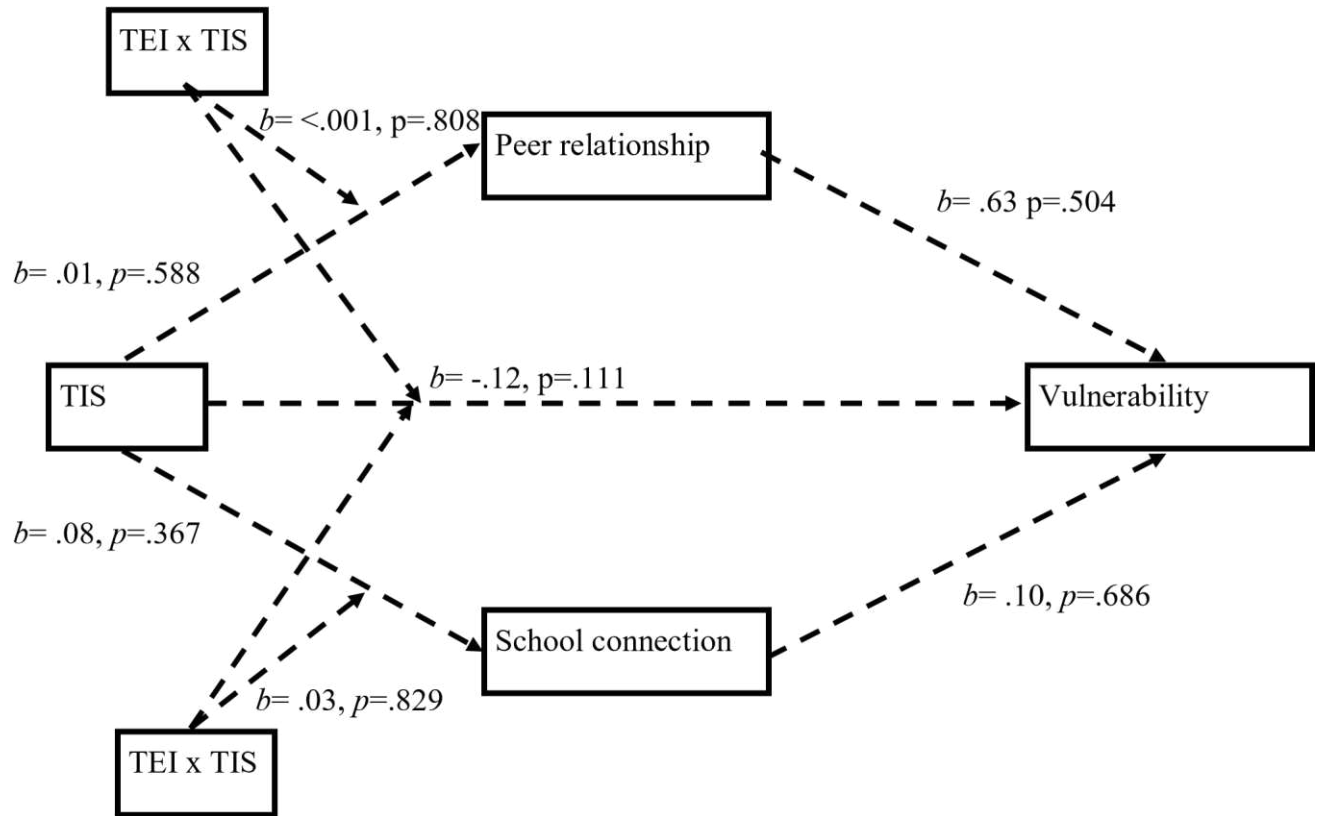 TEI x TIS
b= <.001, p=.808
Peer relationship
b= .63 p=.504
b= .01, p=.588
b= -.12, p=.111
TIS
Vulnerability
b= .08, p=.367
b= .10, p=.686
School connection
b= .03, p=.829
TEI x TIS